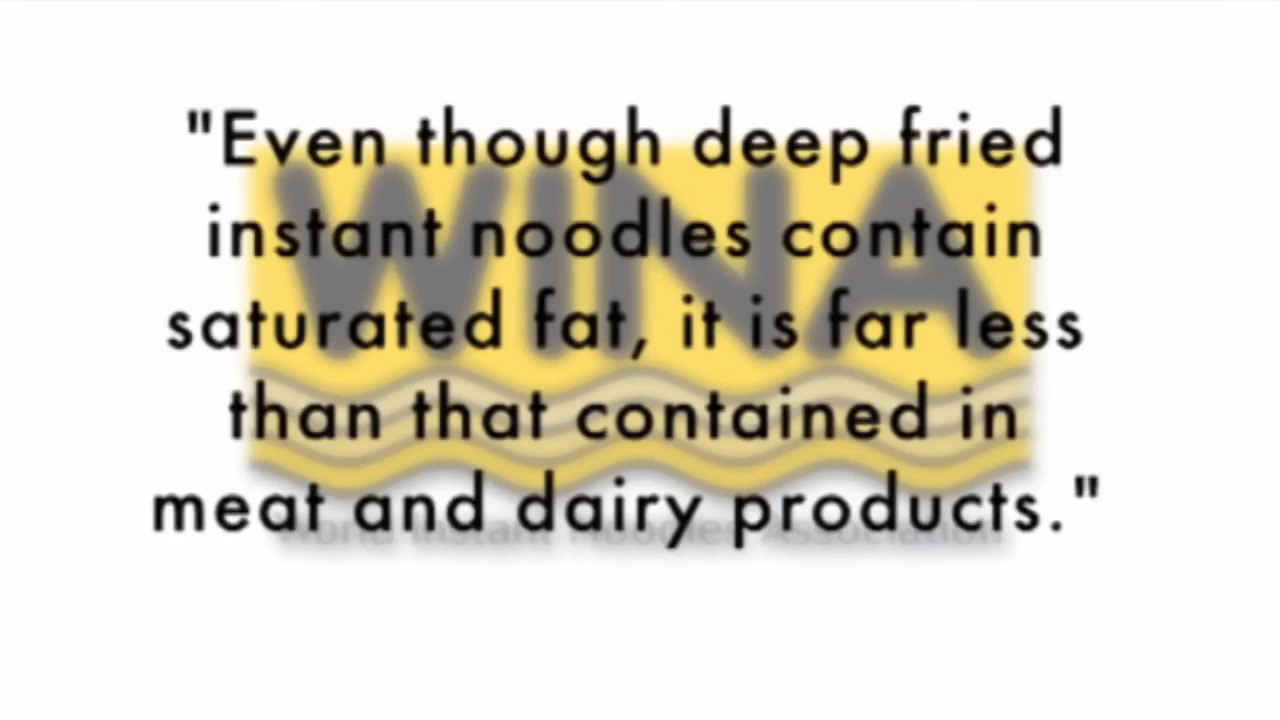 "Even though deep fried
instant noodles contain
saturated fat, it is far less
than that contained in
meat and dairy products."
WINA
World Instant Noodles Association